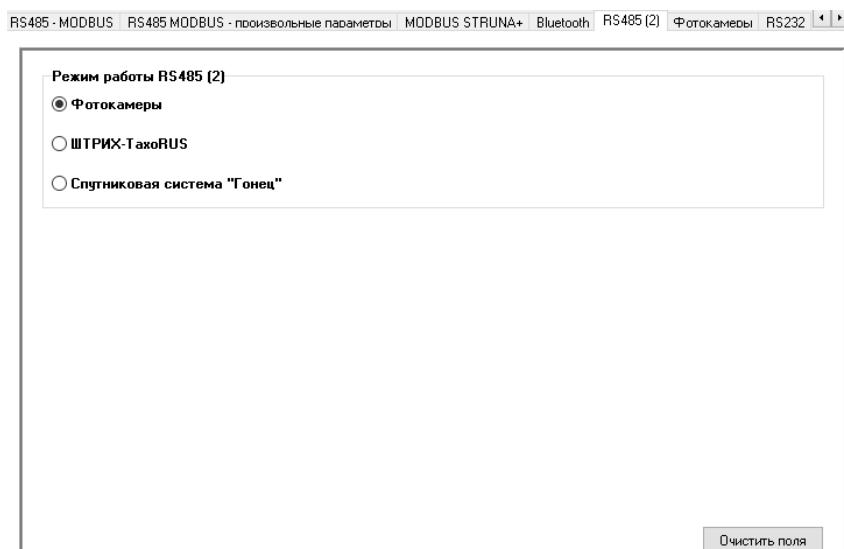 RS485 - MODBUS RS485 MODBUS - произвольные параметры MODBUS STRUNA+ Bluetooth RS485 (2) Фотокамеры RS232
Режим работы RS485 (2)
Фотокамеры
ШТРИХ-ТахоRUS
Спутниковая система "Гонец"
Очистить поля